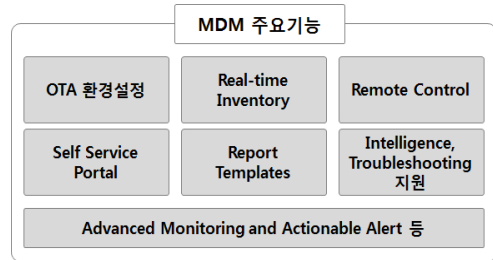 MDM 주요기능
OTA 환경설정
Real-time
Inventory
Remote Control
Self Service
Portal
Report
Templates
Intelligence,
Troubleshooting
지원
Advanced Monitoring and Actionable Alert 등